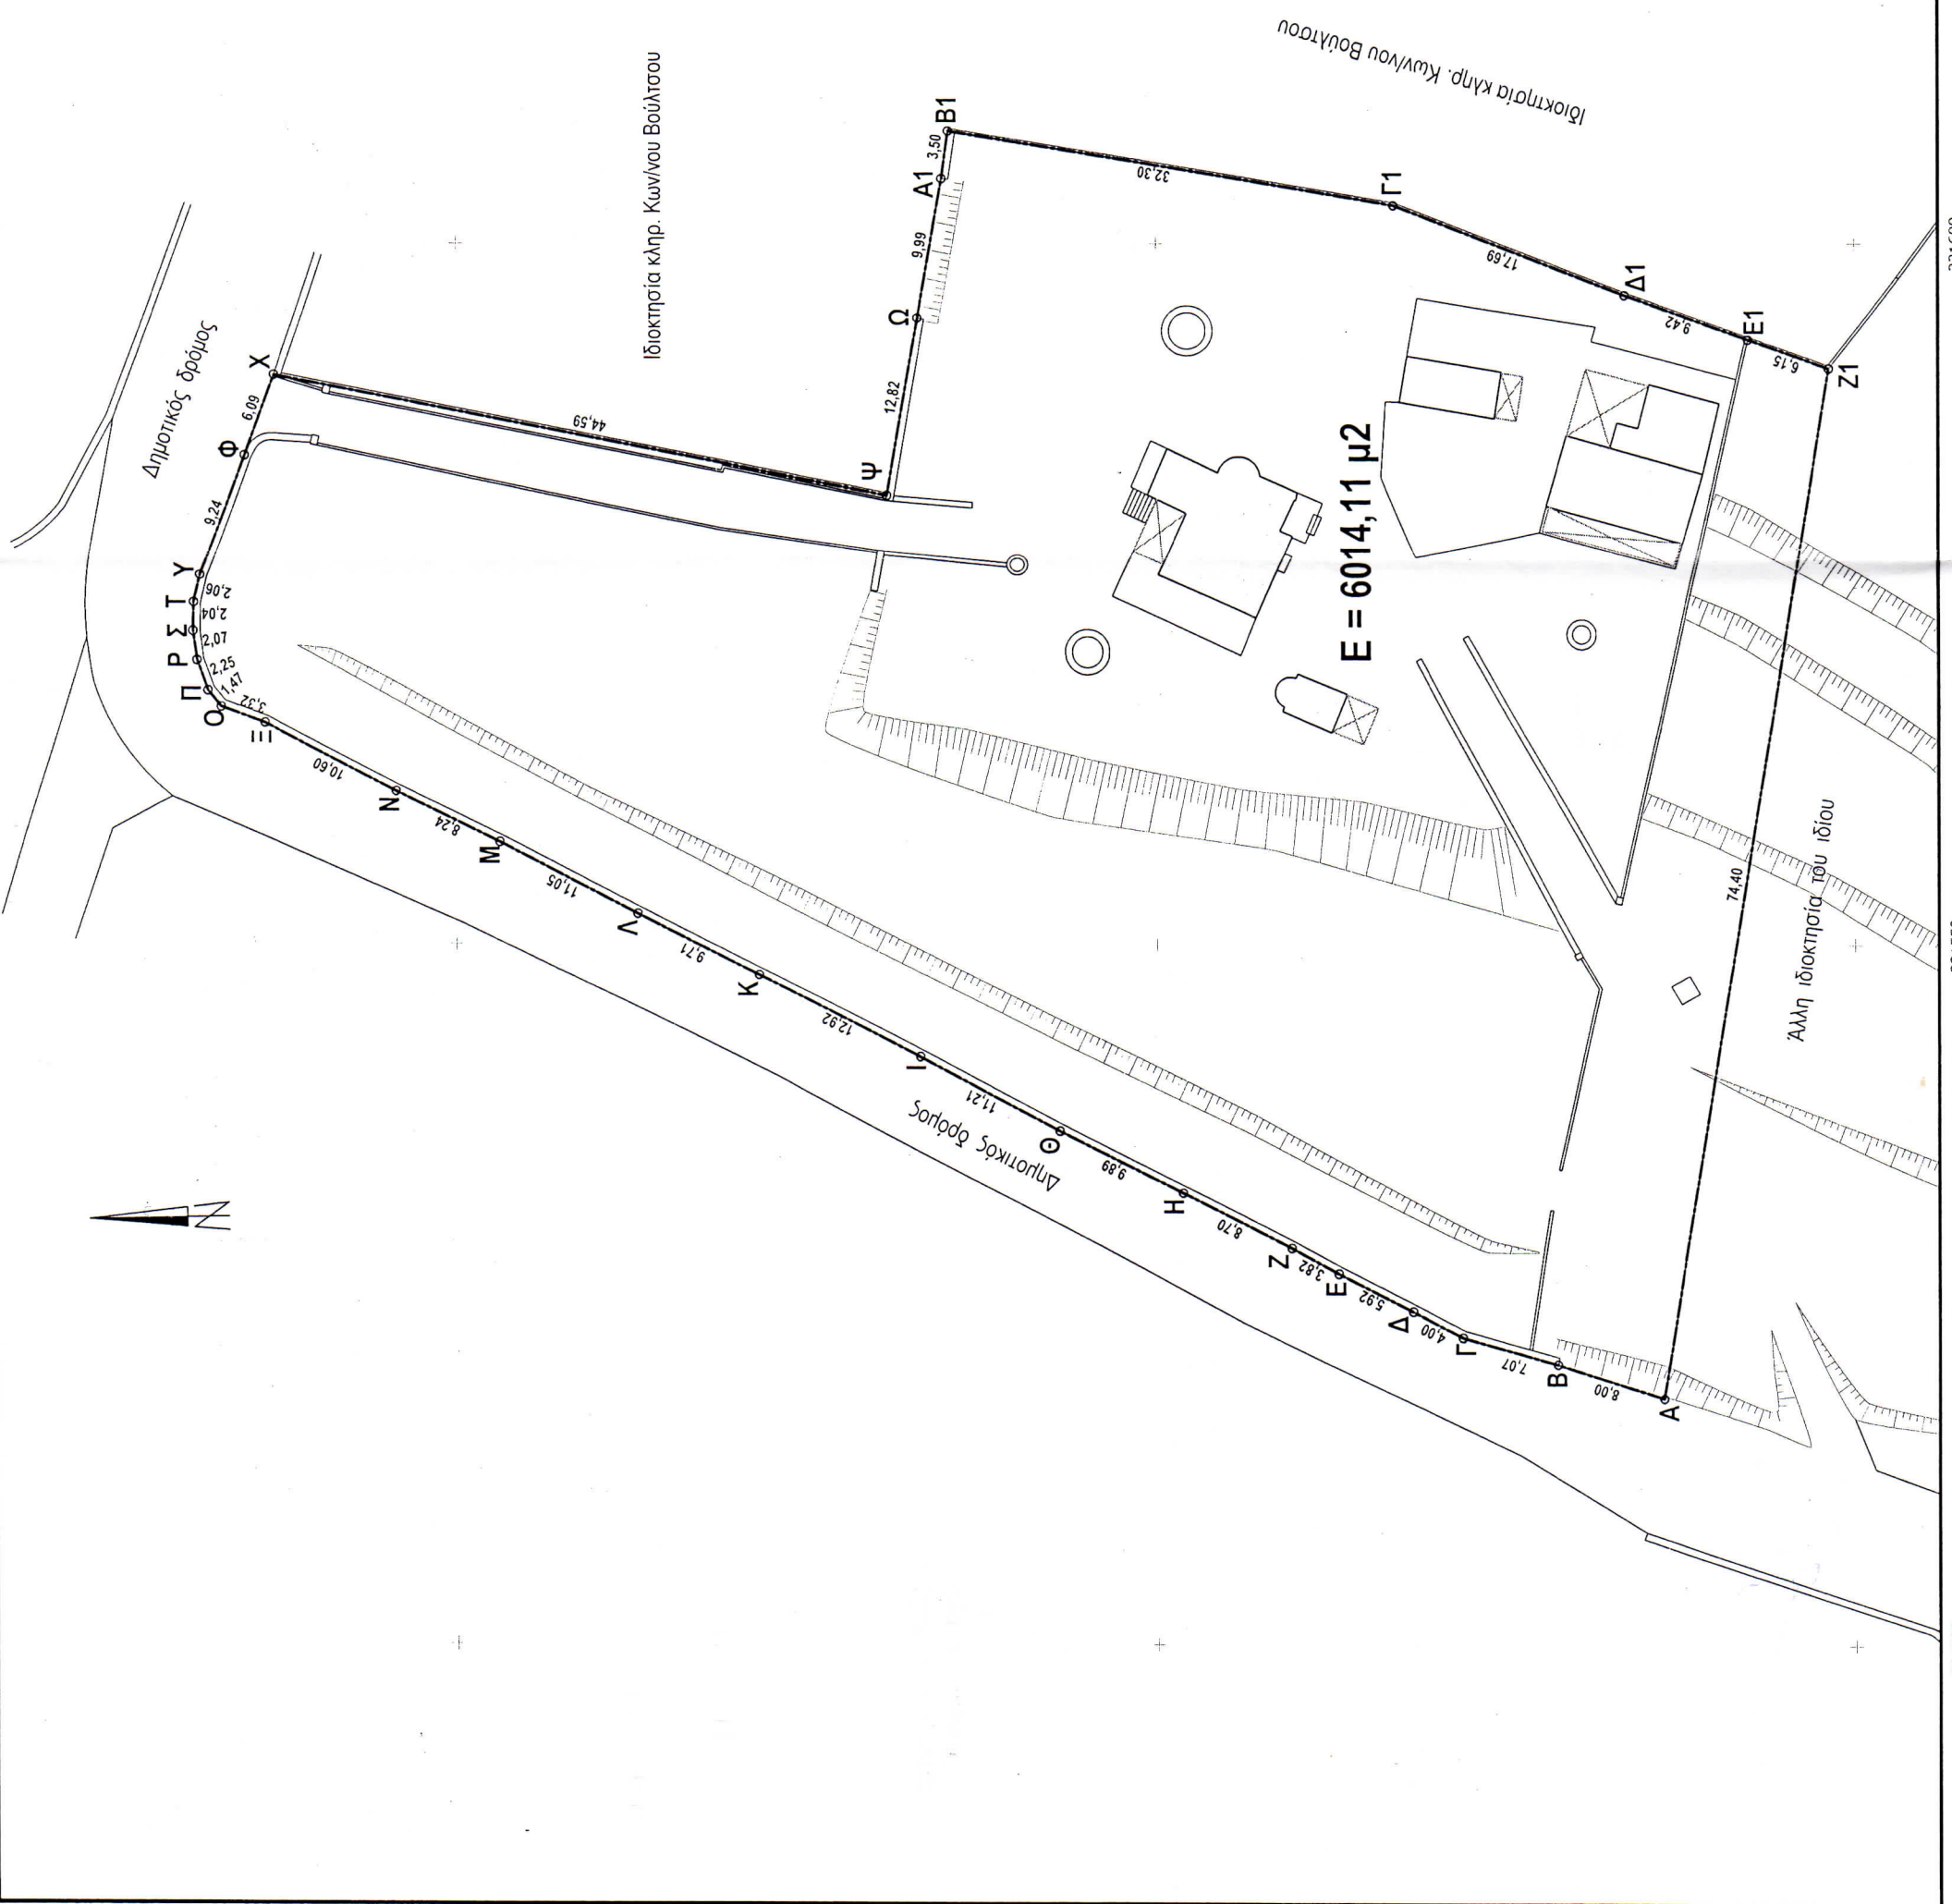 Δημοτικός δρόμος
Ιδιοκτησία κληρ. Κων/νου Βούλτσου
Ιδιοκτησία κληρ. Κων/νου Βούλτσου
Χ
6,09
Φ
9,24
Υ
2,06
Τ
2,04
Σ
2,07
Ρ
2,25
Π
1,47
Ο
3,32
Ξ
10,60
Ν
8,24
Μ
11,05
Λ
9,71
Κ
12,92
Ι
11,21
Θ
9,89
Η
8,70
Ζ
3,82
Ε
5,92
Δ
4,00
Γ
7,07
Β
8,00
Α
74,40
Ζ1
6,15
Ε1
9,42
Δ1
17,69
Γ1
32,30
Β1
3,50
Α1
9,99
Ω
12,82
Ψ
44,59
Ε = 6014,11 μ2
Δημοτικός δρόμος
Άλλη ιδιοκτησία του ιδίου
Ν